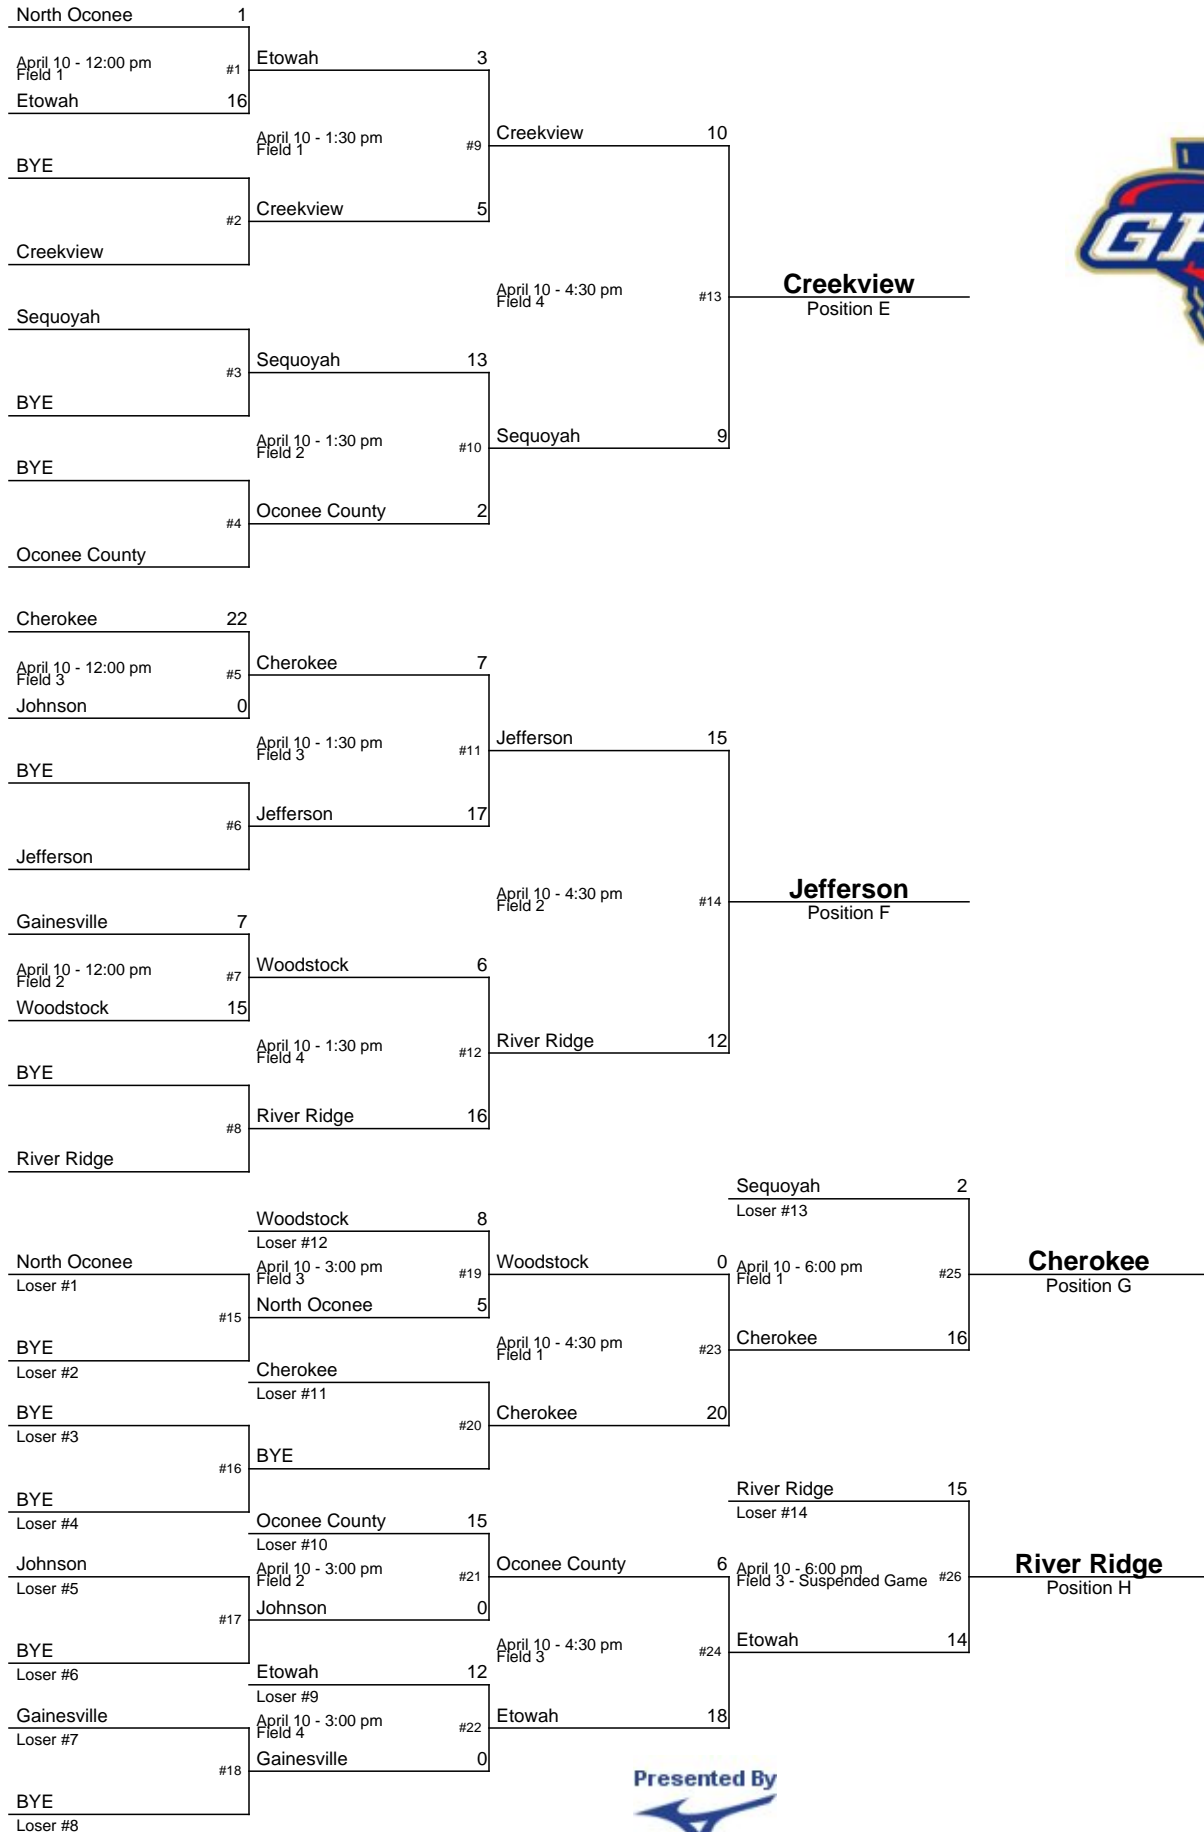 North Oconee 1
April 10 - 12:00 pm
Field 1
#1
Etowah 16
Etowah 3
April 10 - 1:30 pm
Field 1
#9
BYE
#2
Creekview
Creekview 5
Creekview 10
Sequoyah
#3
BYE
Sequoyah 13
April 10 - 1:30 pm
Field 2
#10
BYE
#4
Oconee County
Oconee County 2
Sequoyah 9
April 10 - 4:30 pm
Field 4
#13
Creekview
Position E
Cherokee 22
April 10 - 12:00 pm
Field 3
#5
Johnson 0
Cherokee 7
April 10 - 1:30 pm
Field 3
#11
BYE
#6
Jefferson
Jefferson 17
Jefferson 15
Gainesville 7
April 10 - 12:00 pm
Field 2
#7
Woodstock 15
Woodstock 6
April 10 - 1:30 pm
Field 4
#12
BYE
#8
River Ridge
River Ridge 16
River Ridge 12
April 10 - 4:30 pm
Field 2
#14
Jefferson
Position F
North Oconee
Loser #1
#15
BYE
Loser #2
Woodstock 8
Loser #12
April 10 - 3:00 pm
Field 3
#19
North Oconee 5
BYE
Loser #3
#16
BYE
Loser #4
Cherokee
Loser #11
#20
BYE
Woodstock 0
April 10 - 4:30 pm
Field 1
#23
Cherokee 20
Sequoyah 2
Loser #13
April 10 - 6:00 pm
Field 1
#25
Cherokee 16
Cherokee
Position G
Johnson
Loser #5
#17
BYE
Loser #6
Oconee County 15
Loser #10
April 10 - 3:00 pm
Field 2
#21
Johnson 0
Gainesville
Loser #7
#18
BYE
Loser #8
Etowah 12
Loser #9
April 10 - 3:00 pm
Field 4
#22
Gainesville 0
Oconee County 6
April 10 - 4:30 pm
Field 3
#24
Etowah 18
River Ridge 15
Loser #14
April 10 - 6:00 pm
Field 3 - Suspended Game
#26
Etowah 14
River Ridge
Position H
Presented By